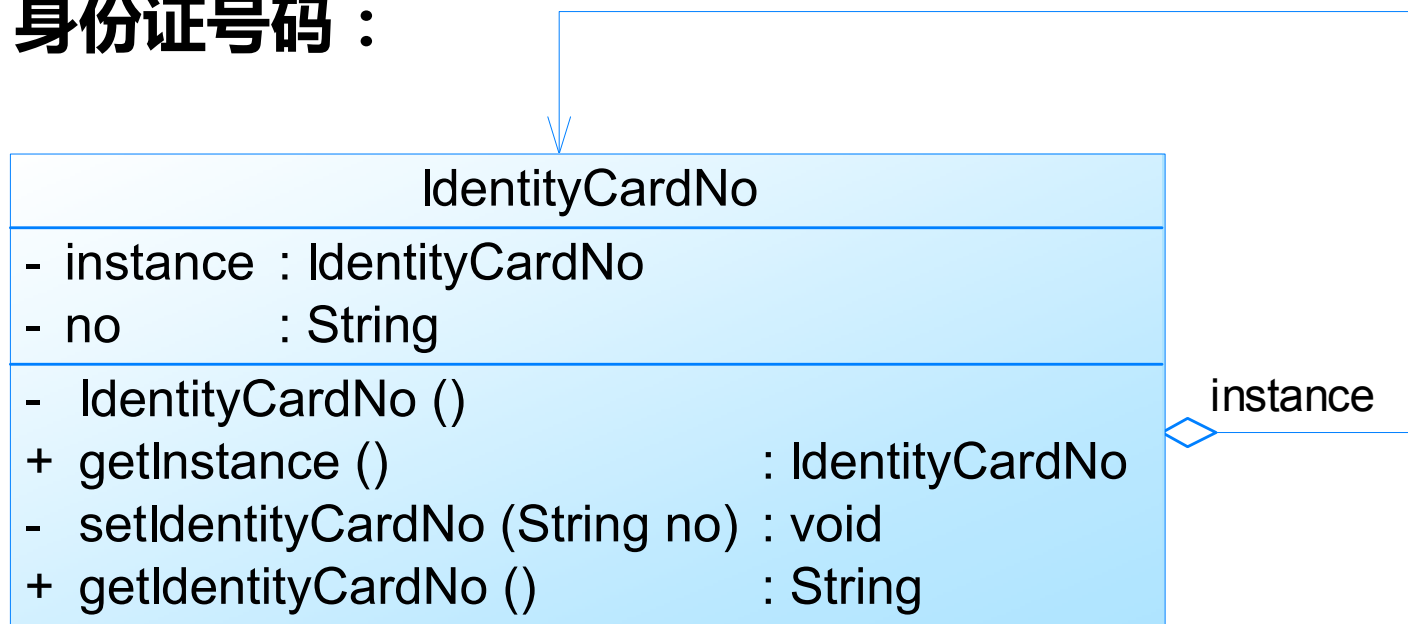 身份证号码：
IdentityCardNo
- instance : IdentityCardNo
- no : String
- IdentityCardNo ()
+ getInstance () : IdentityCardNo
- setIdentityCardNo (String no) : void
+ getIdentityCardNo () : String
instance